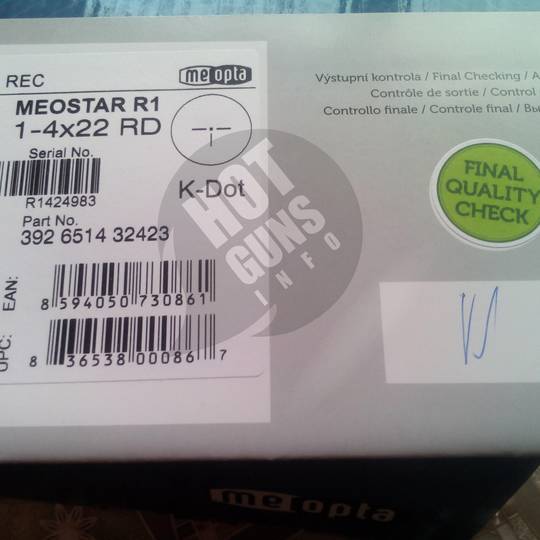 REC
meopta
MEOSTAR R1
1-4x22 RD
Serial No.
R1424983
K-Dot
Part No.
392 6514 32423
EAN:
8 594050 730861
UPC:
8 36538 00086 7
Výstupní kontrola / Final Checking / A
Contrôle de sortie / Control
Controllo finale / Controle final / Вы
FINAL
QUALITY
CHECK
HOT
GUNS
INFO
meopta